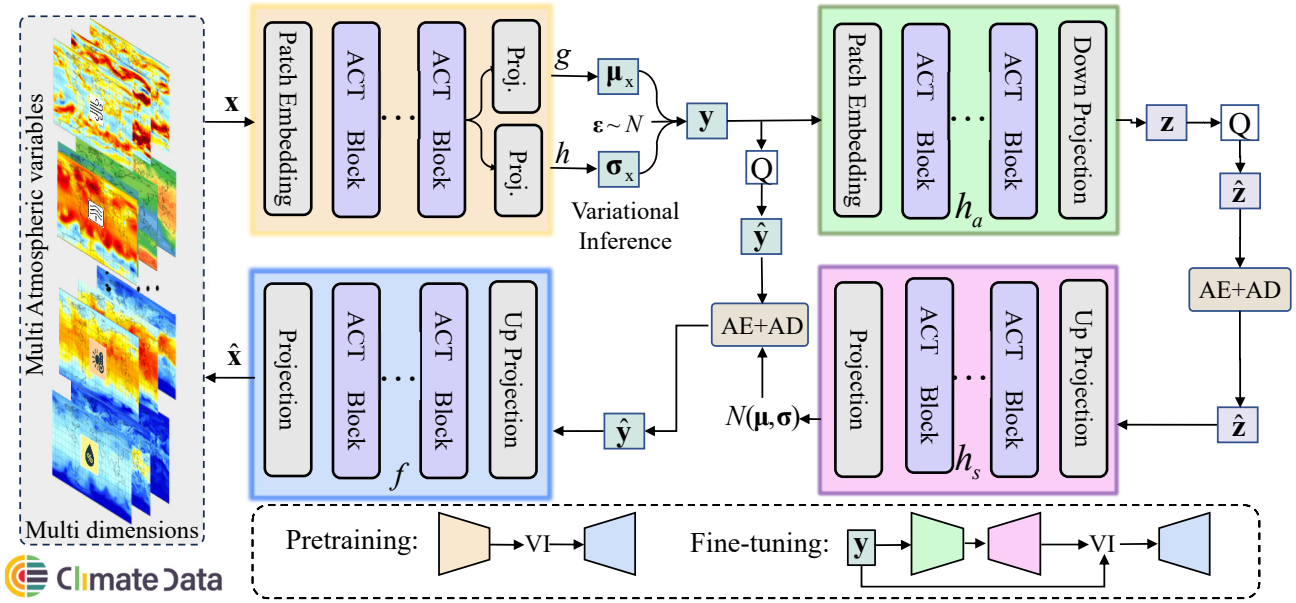 Multi Atmospheric variables
Multi dimensions
Climate Data
x
Patch Embedding
ACT Block
...
ACT Block
Proj.
Proj.
g
h
μx
ε ~ N
σx
Variational
Inference
y
Q
ŷ
AE+AD
N(μ, σ)
Patch Embedding
ACT Block
...
ACT Block
Down Projection
hₐ
z
Q
ẑ
AE+AD
ẑ
Up Projection
ACT Block
...
ACT Block
Projection
hₛ
ŷ
Up Projection
ACT Block
...
ACT Block
Projection
f
x̂
Pretraining:
VI
Fine-tuning:
y
VI